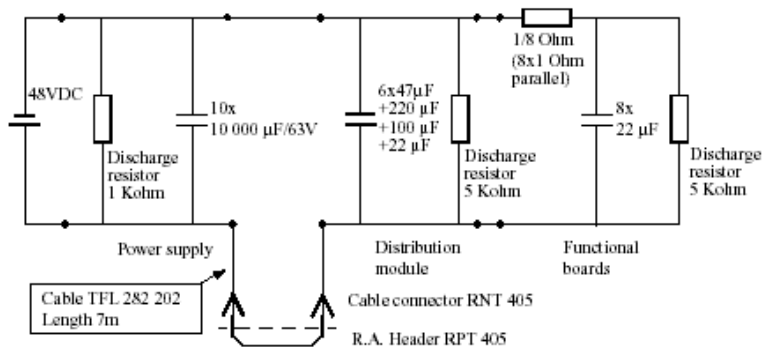 48VDC
Discharge
resistor
1 Kohm
10x
10 000 µF/63V
6x47µF
+220 µF
+100 µF
+22 µF
Discharge
resistor
5 Kohm
1/8 Ohm
(8x1 Ohm
parallel)
8x
22 µF
Discharge
resistor
5 Kohm
Power supply
Distribution
module
Functional
boards
Cable TFL 282 202
Length 7m
Cable connector RNT 405
R.A. Header RPT 405